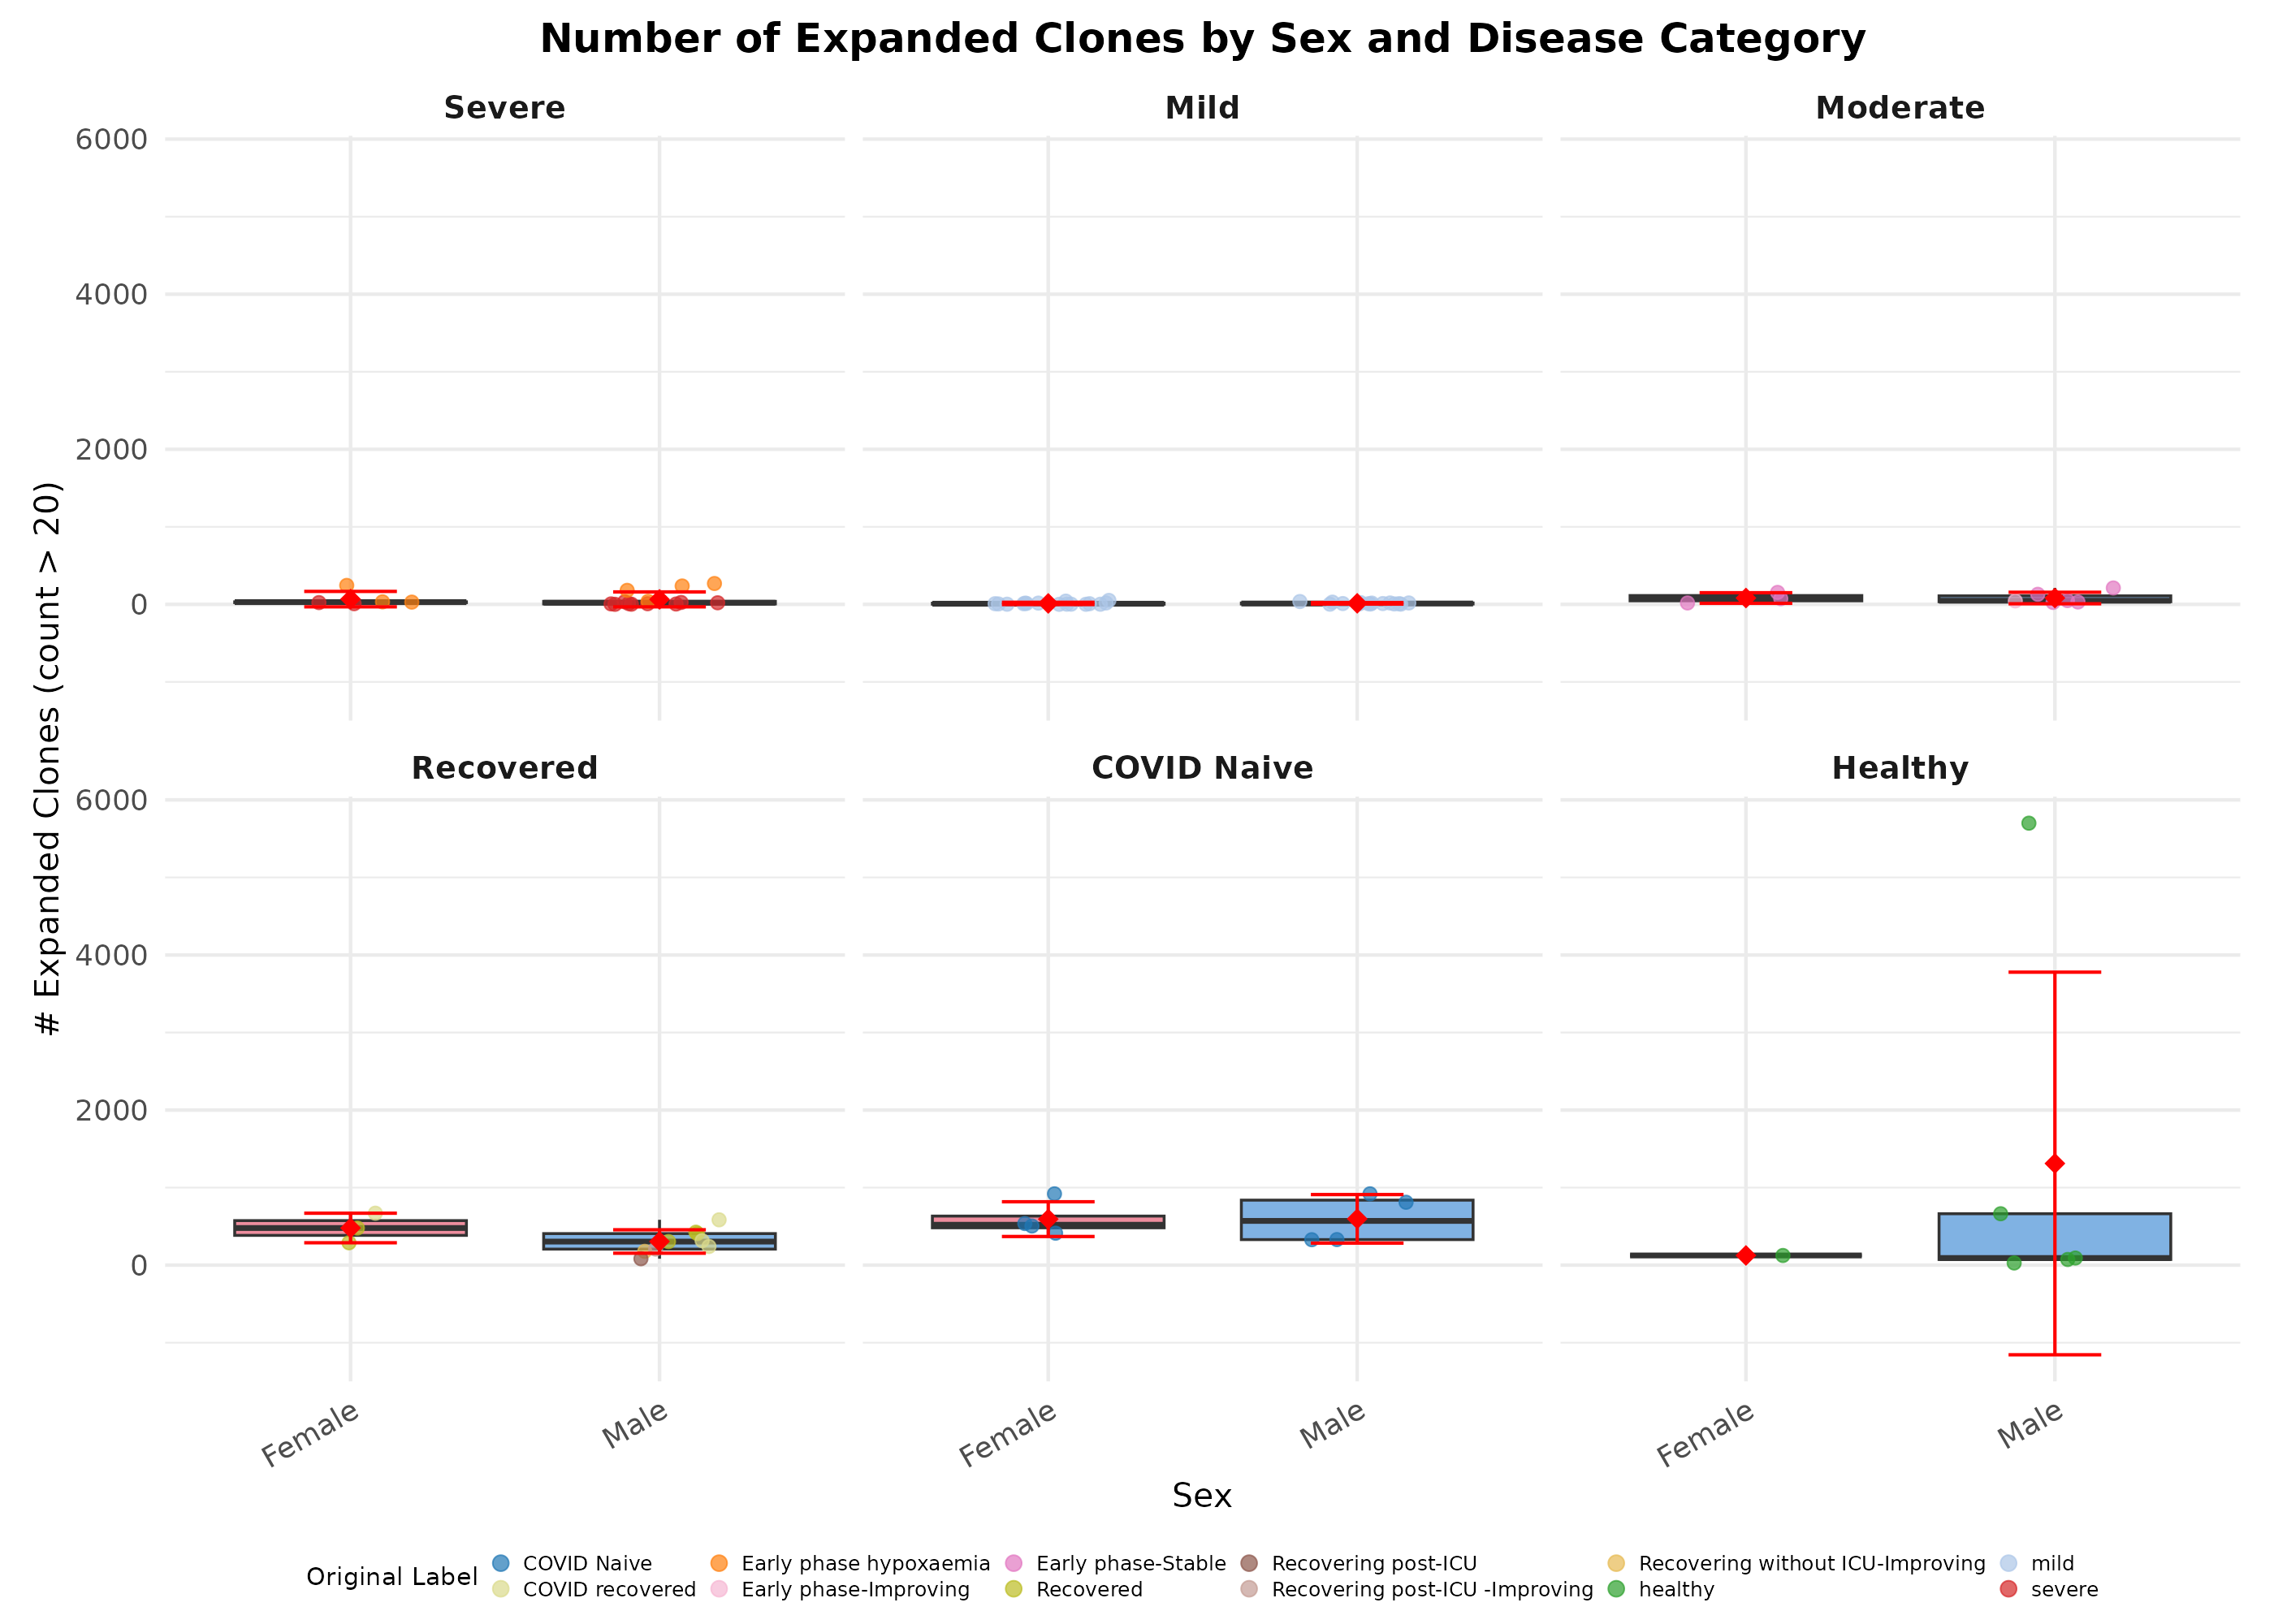 Number of Expanded Clones by Sex and Disease Category
Severe
Mild
Moderate
6000
4000
2000
0
# Expanded Clones (count > 20)
Recovered
COVID Naive
Healthy
6000
4000
2000
0
Female
Male
Female
Male
Female
Male
Sex
Original Label
COVID Naive
Early phase hypoxaemia
Early phase-Stable
Recovering post-ICU
Recovering without ICU-Improving
mild
COVID recovered
Early phase-Improving
Recovered
Recovering post-ICU -Improving
healthy
severe